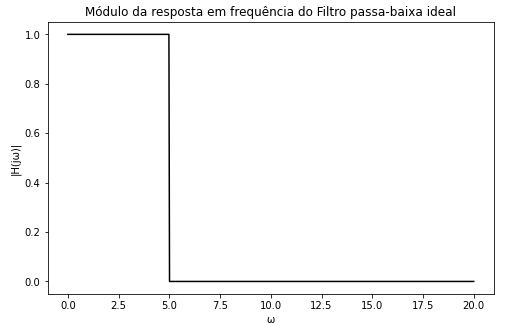 Módulo da resposta em frequência do Filtro passa-baixa ideal
1.0
0.8
0.6
0.4
0.2
0.0
|H(jω)|
0.0 2.5 5.0 7.5 10.0 12.5 15.0 17.5 20.0
ω